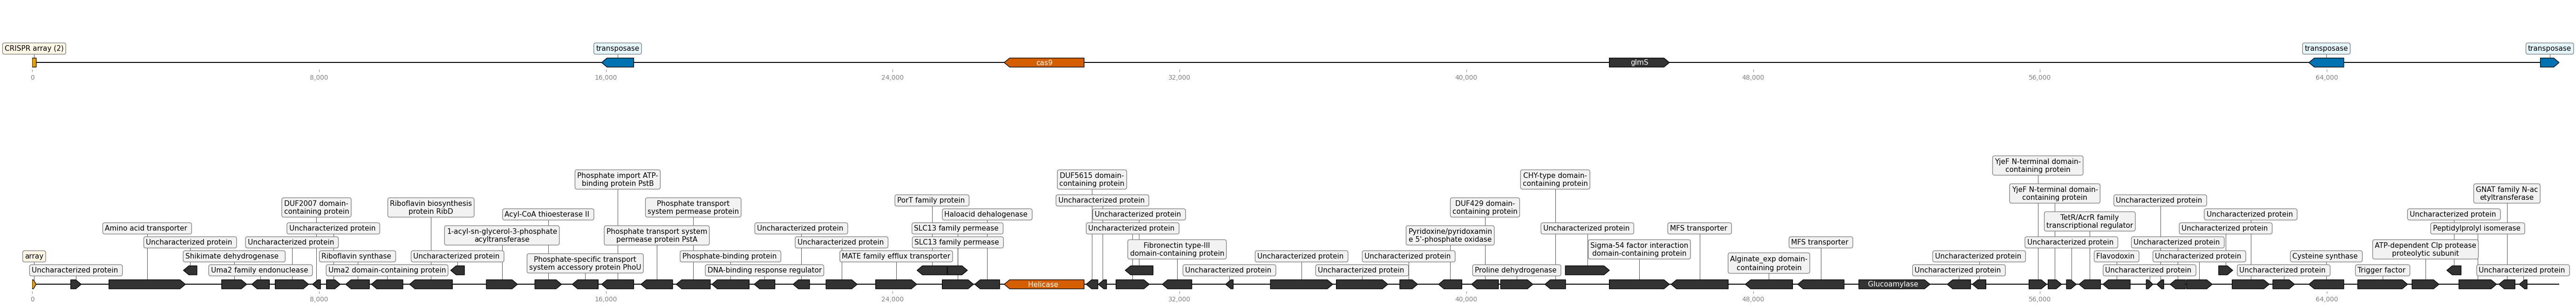 CRISPR array (2)
transposase
transposase
transposase
cas9
glmS
0
8,000
16,000
24,000
32,000
40,000
48,000
56,000
64,000
YjeF N-terminal domain-
containing protein
Phosphate import ATP-
binding protein PstB
DUF5615 domain-
containing protein
CHY-type domain-
containing protein
YjeF N-terminal domain-
containing protein
GNAT family N-ac
etyltransferase
PorT family protein
Uncharacterized protein
Uncharacterized protein
DUF2007 domain-
containing protein
Riboflavin biosynthesis
protein RibD
Phosphate transport
system permease protein
DUF429 domain-
containing protein
Acyl-CoA thioesterase II
Haloacid dehalogenase
Uncharacterized protein
Uncharacterized protein
Uncharacterized protein
TetR/AcrR family
transcriptional regulator
Amino acid transporter
Uncharacterized protein
Uncharacterized protein
SLC13 family permease
Uncharacterized protein
Uncharacterized protein
MFS transporter
Uncharacterized protein
Peptidylprolyl isomerase
1-acyl-sn-glycerol-3-phosphate
acyltransferase
Phosphate transport system
permease protein PstA
Pyridoxine/pyridoxamin
e 5'-phosphate oxidase
Uncharacterized protein
Uncharacterized protein
Uncharacterized protein
SLC13 family permease
MFS transporter
Uncharacterized protein
Uncharacterized protein
Fibronectin type-III
domain-containing protein
Sigma-54 factor interaction
domain-containing protein
ATP-dependent Clp protease
proteolytic subunit
array
Shikimate dehydrogenase
Riboflavin synthase
Uncharacterized protein
Phosphate-binding protein
MATE family efflux transporter
Uncharacterized protein
Uncharacterized protein
Uncharacterized protein
Flavodoxin
Uncharacterized protein
Cysteine synthase
Phosphate-specific transport
system accessory protein PhoU
Alginate_exp domain-
containing protein
Uncharacterized protein
Uma2 family endonuclease
Uma2 domain-containing protein
DNA-binding response regulator
Uncharacterized protein
Uncharacterized protein
Proline dehydrogenase
Uncharacterized protein
Uncharacterized protein
Uncharacterized protein
Trigger factor
Uncharacterized protein
Helicase
Glucoamylase
0
8,000
16,000
24,000
32,000
40,000
48,000
56,000
64,000